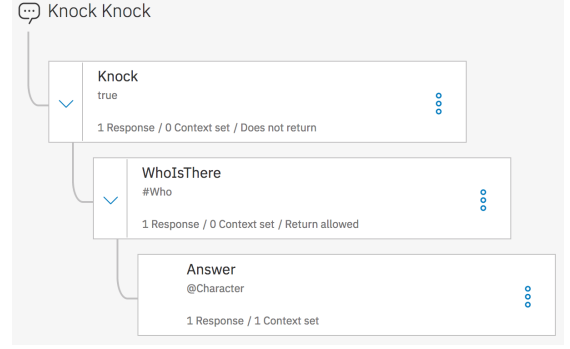 Knock Knock
Knock
true
1 Response / 0 Context set / Does not return
WhoIsThere
#Who
1 Response / 0 Context set / Return allowed
Answer
@Character
1 Response / 1 Context set